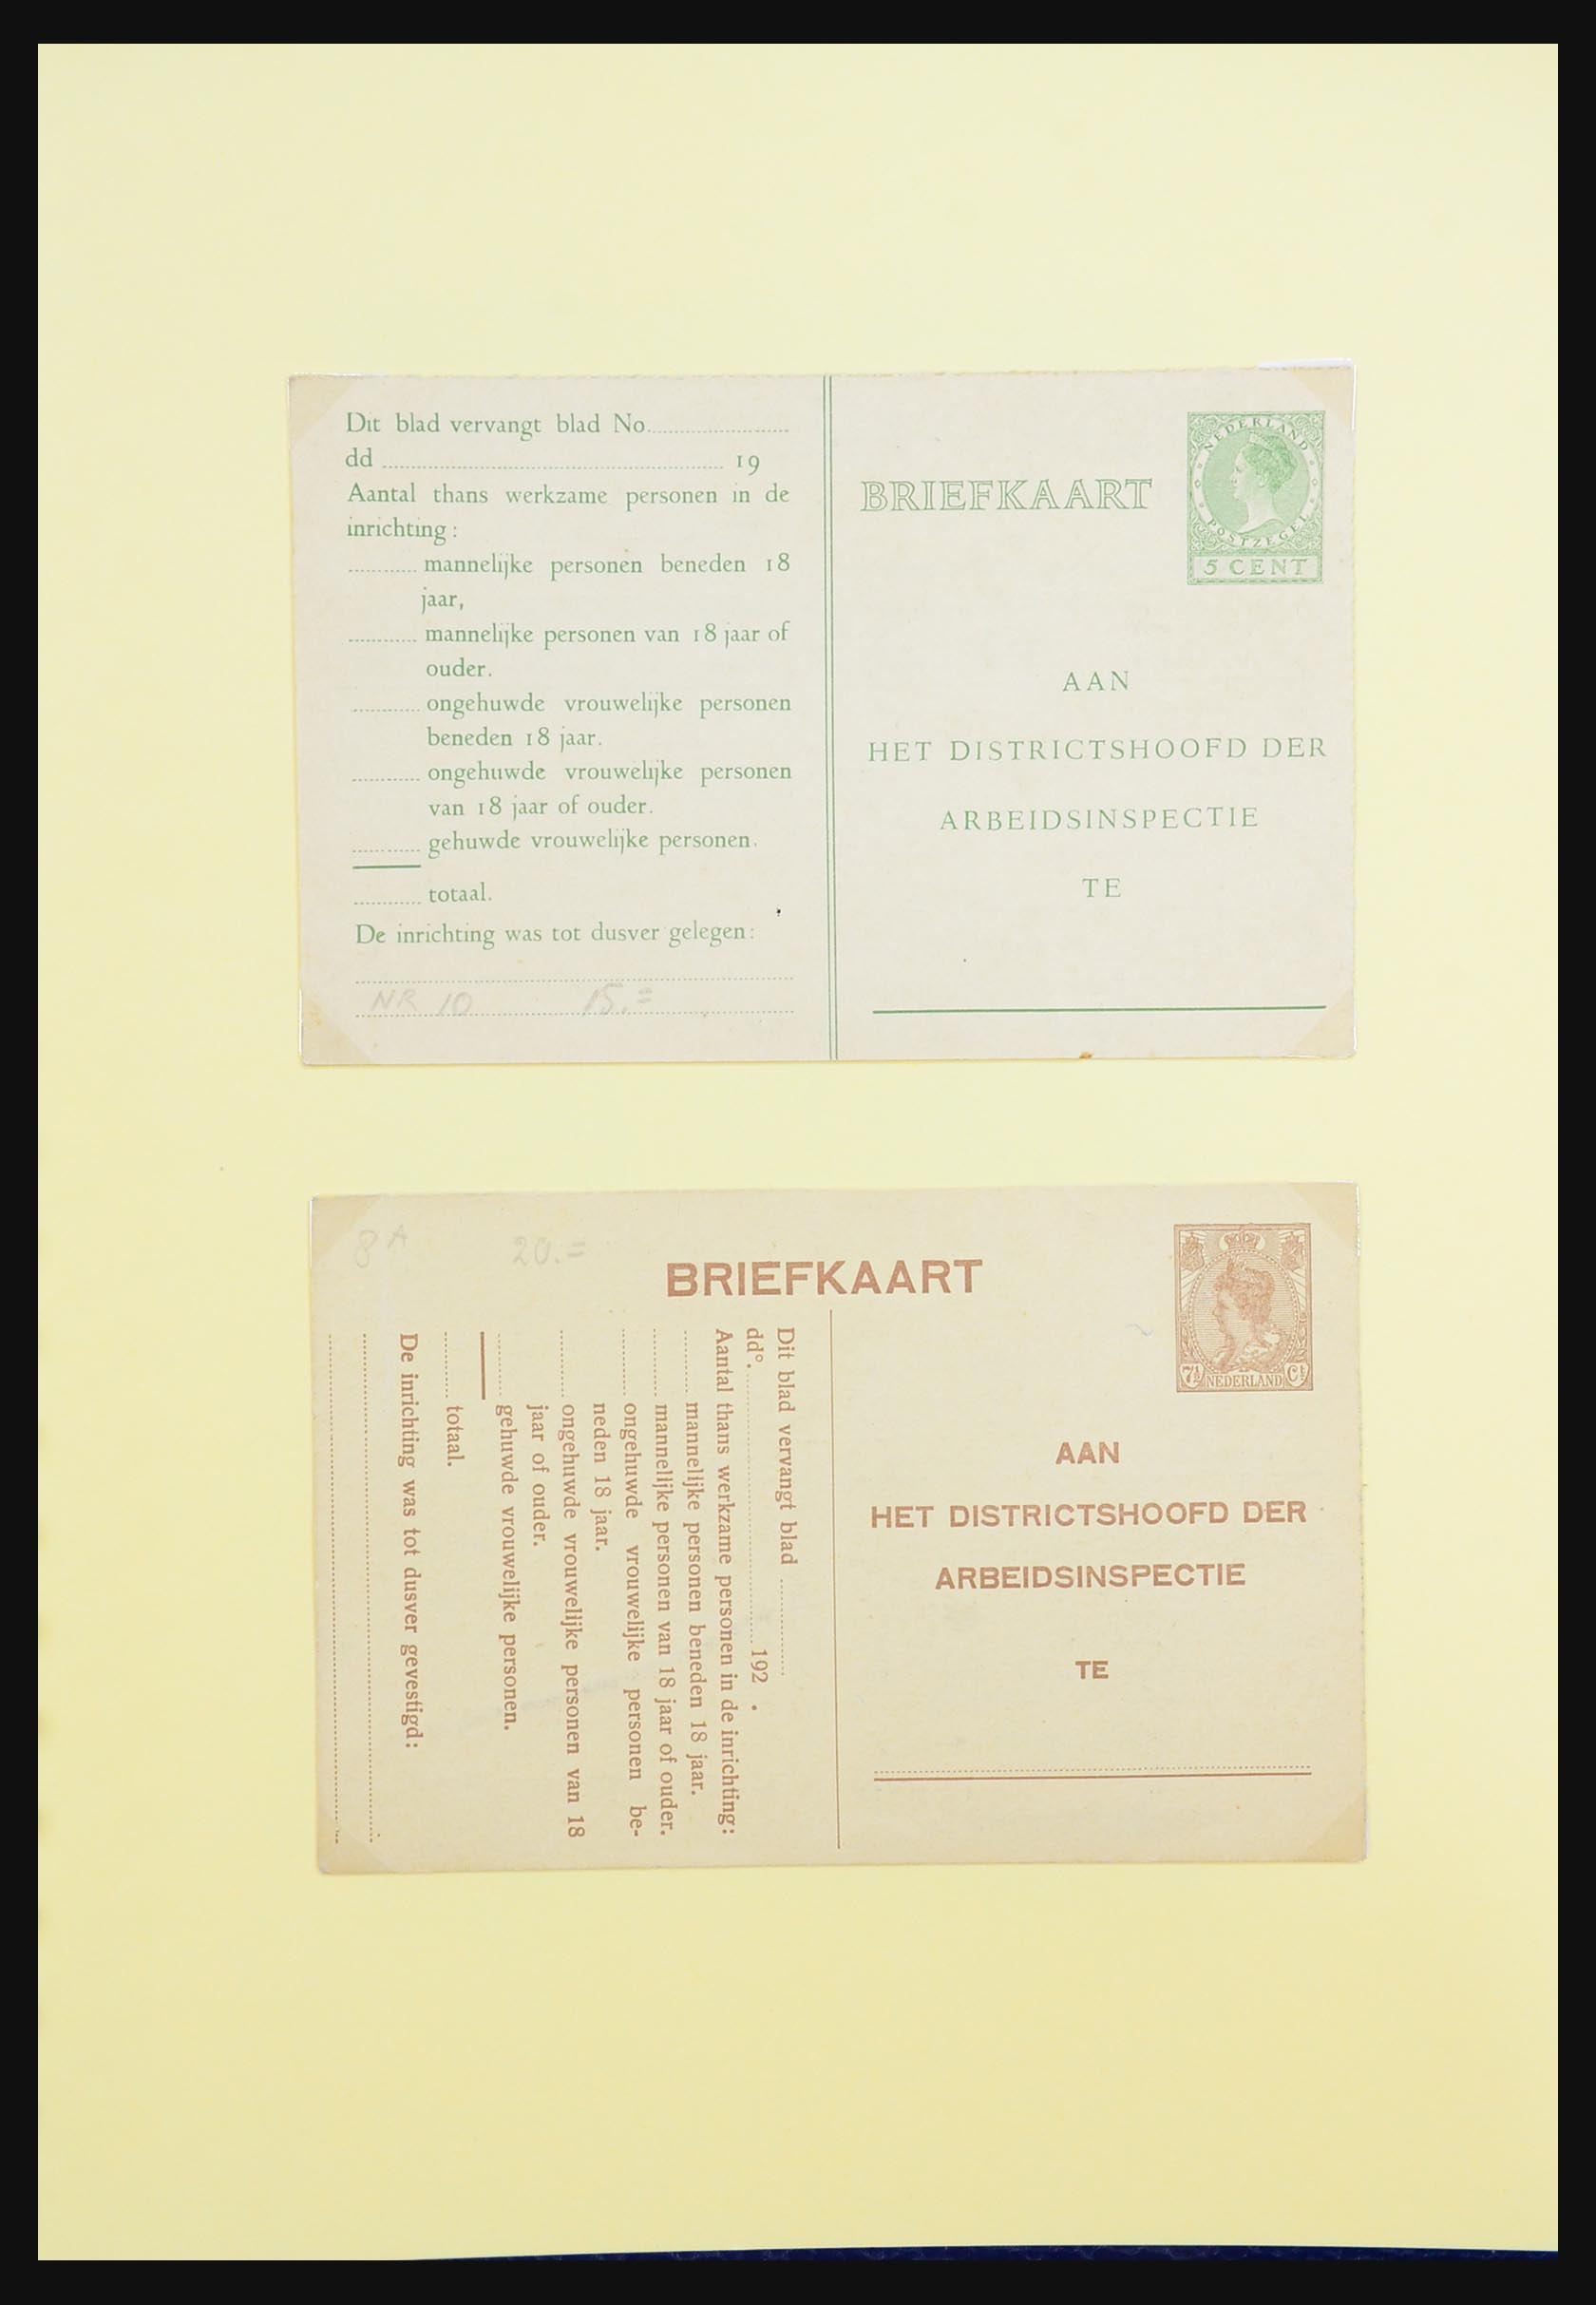 Dit blad vervangt blad No.
dd 19
Aantal thans werkzame personen in de
inrichting:
mannelijke personen beneden 18
jaar,
mannelijke personen van 18 jaar of
ouder.
ongehuwde vrouwelijke personen
beneden 18 jaar.
ongehuwde vrouwelijke personen
van 18 jaar of ouder.
gehuwde vrouwelijke personen.
totaal.
De inrichting was tot dusver gelegen:
NR 10 15.=
BRIEFKAART
NEDERLAND
POSTZEGEL
5 CENT
AAN
HET DISTRICTSHOOFD DER
ARBEIDSINSPECTIE
TE
8A 20.=
BRIEFKAART
7½ NEDERLAND Ct
Dit blad vervangt blad
ddo. 192 .
Aantal thans werkzame personen in de inrichting:
mannelijke personen beneden 18 jaar.
mannelijke personen van 18 jaar of ouder.
ongehuwde vrouwelijke personen be-
neden 18 jaar.
ongehuwde vrouwelijke personen van 18
jaar of ouder.
gehuwde vrouwelijke personen.
totaal.
De inrichting was tot dusver gevestigd:
AAN
HET DISTRICTSHOOFD DER
ARBEIDSINSPECTIE
TE